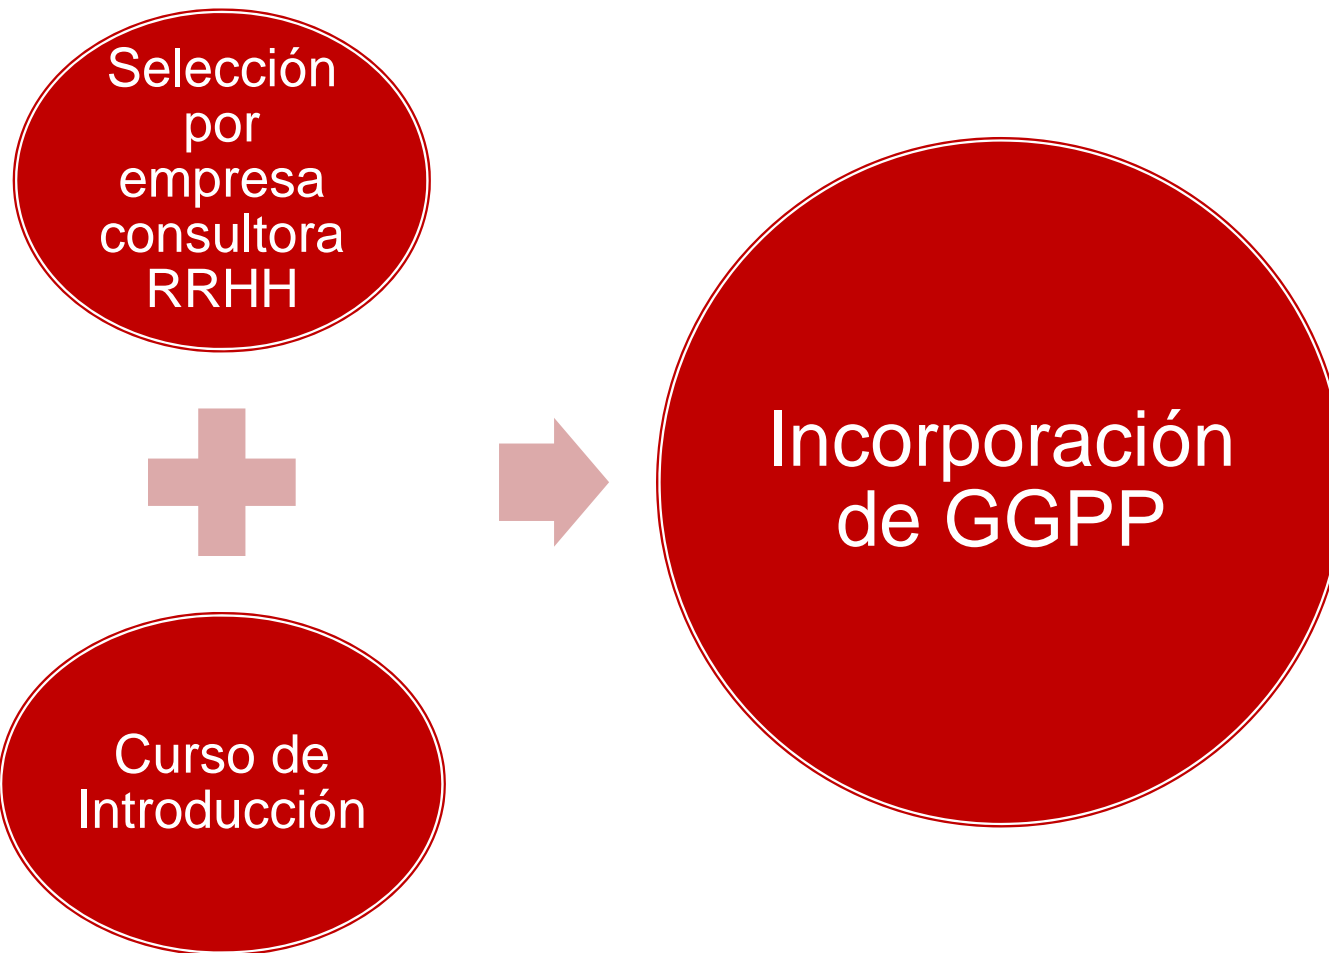 Selección
por
empresa
consultora
RRHH
Curso de
Introducción
Incorporación
de GGPP